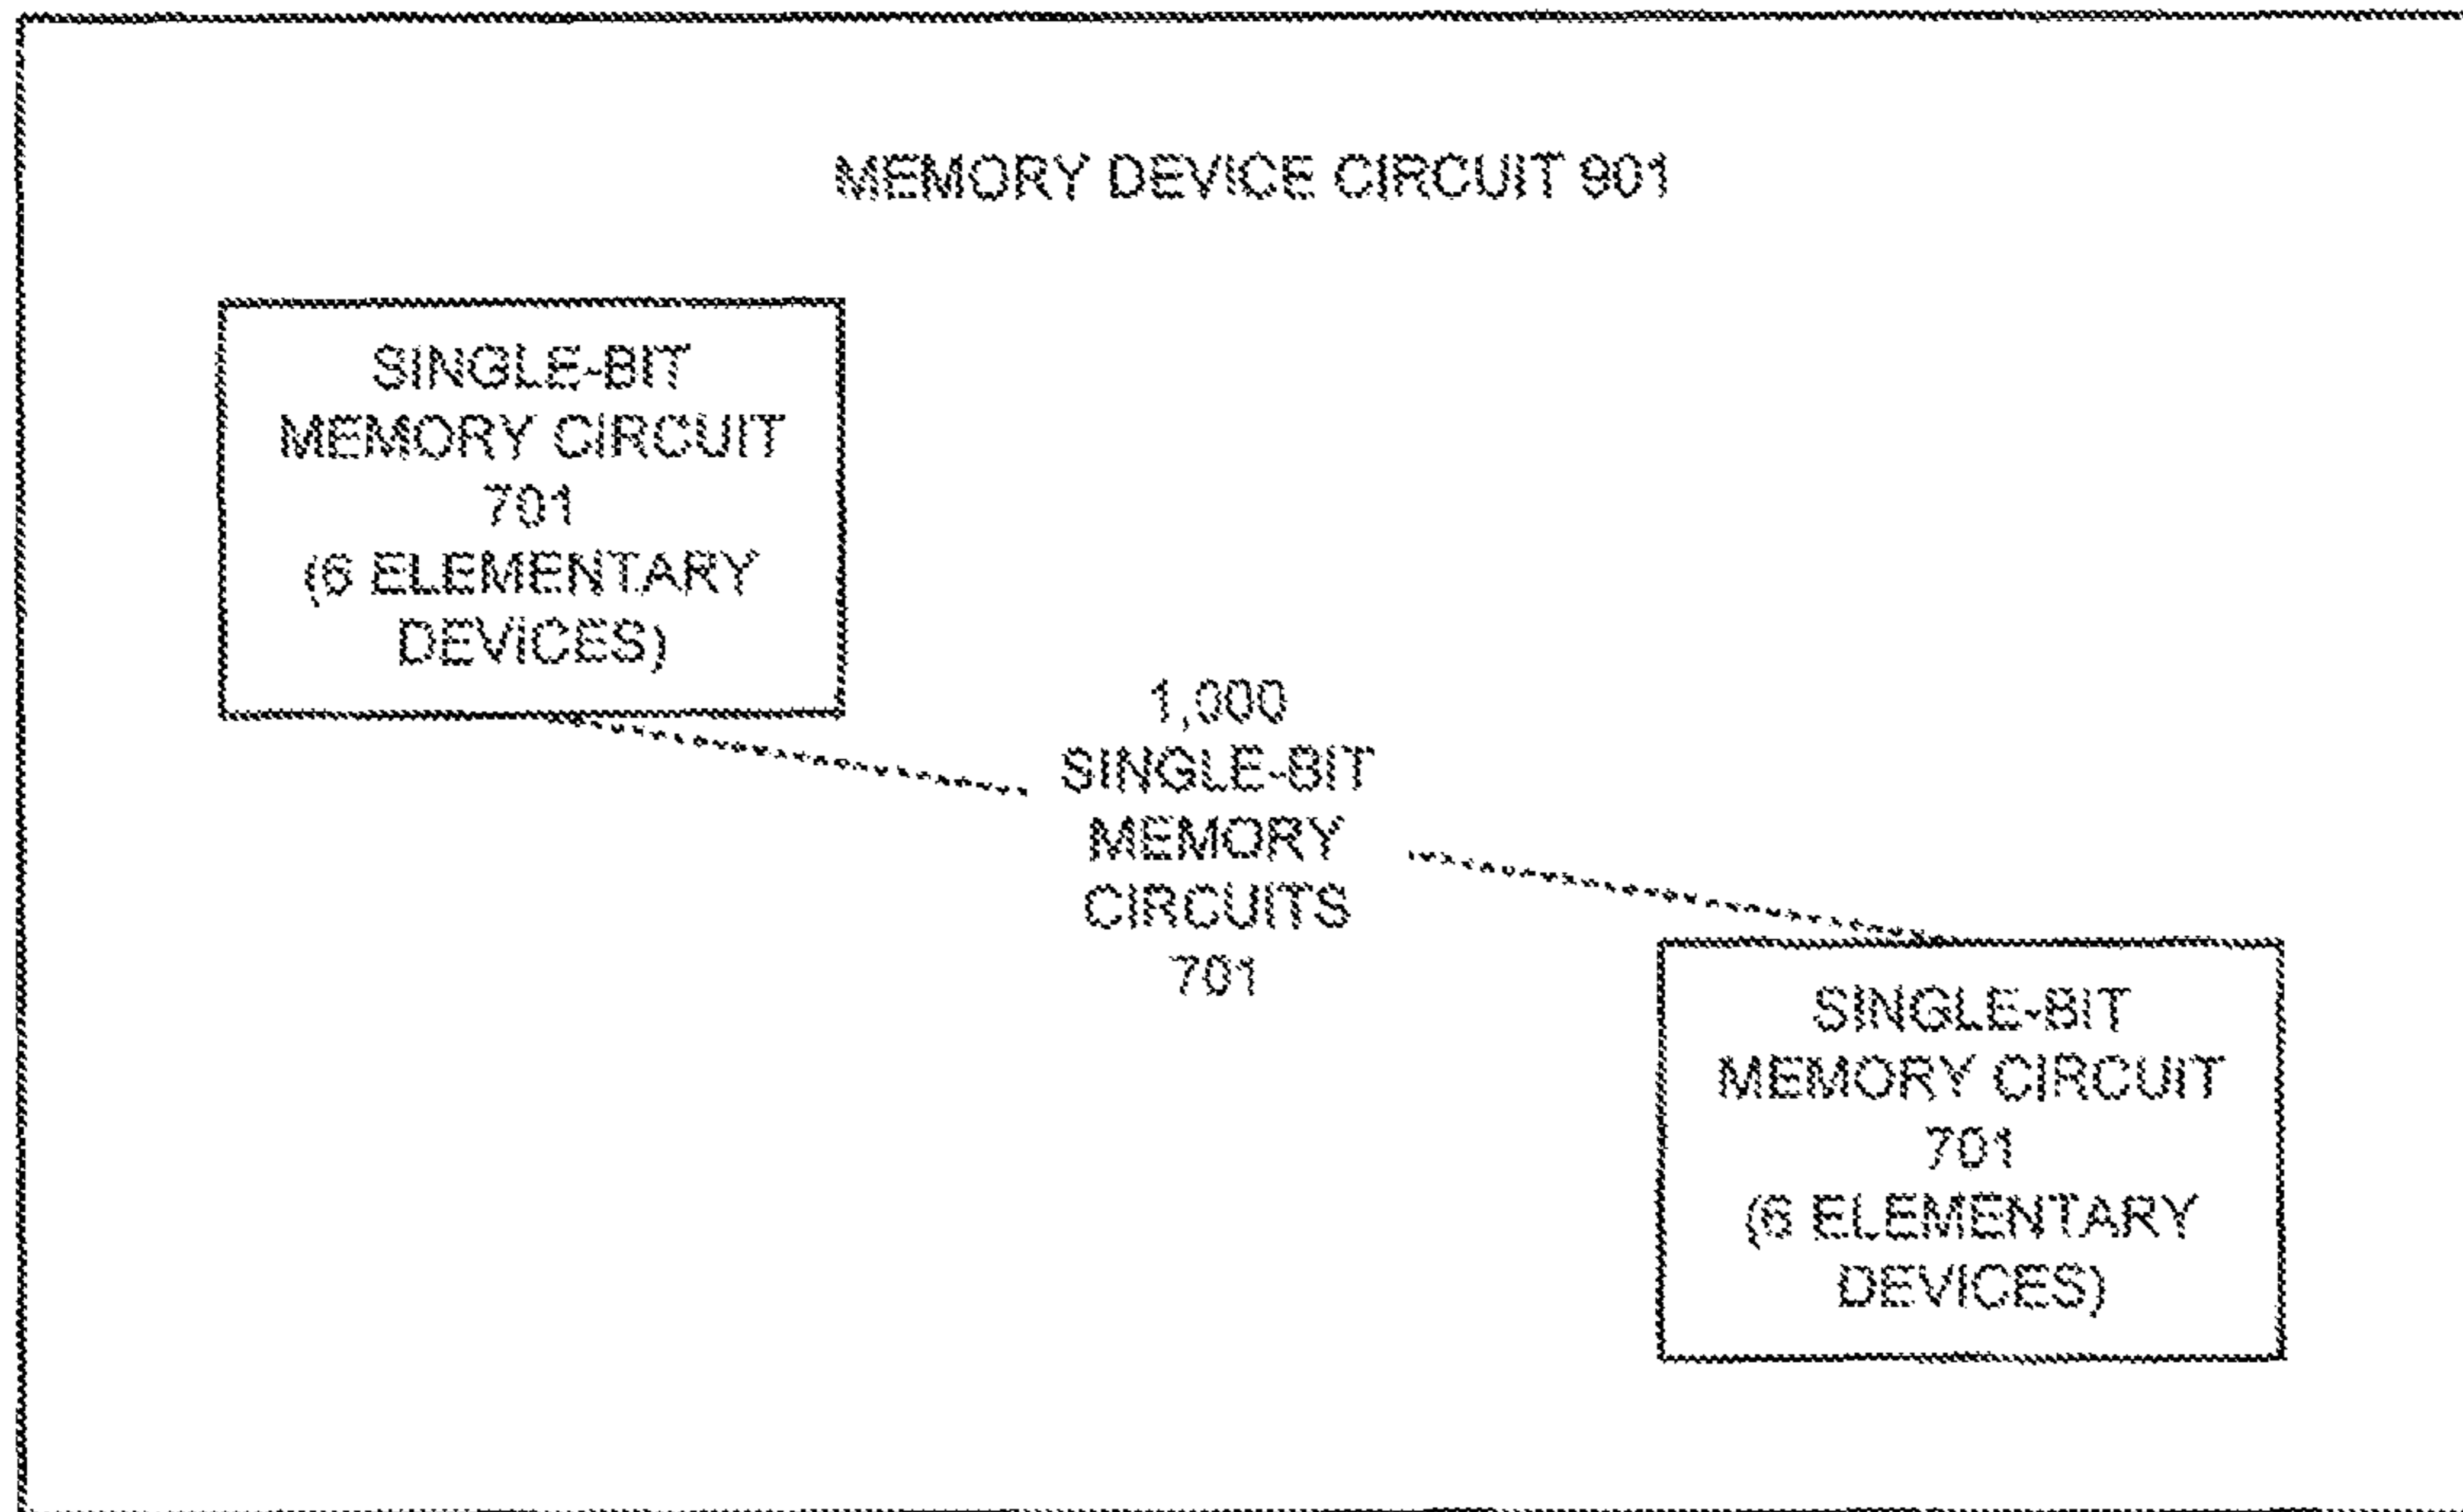 MEMORY DEVICE CIRCUIT 901
SINGLE-BIT
MEMORY CIRCUIT
701
(6 ELEMENTARY
DEVICES)
1,000
SINGLE-BIT
MEMORY
CIRCUITS
701
SINGLE-BIT
MEMORY CIRCUIT
701
(6 ELEMENTARY
DEVICES)